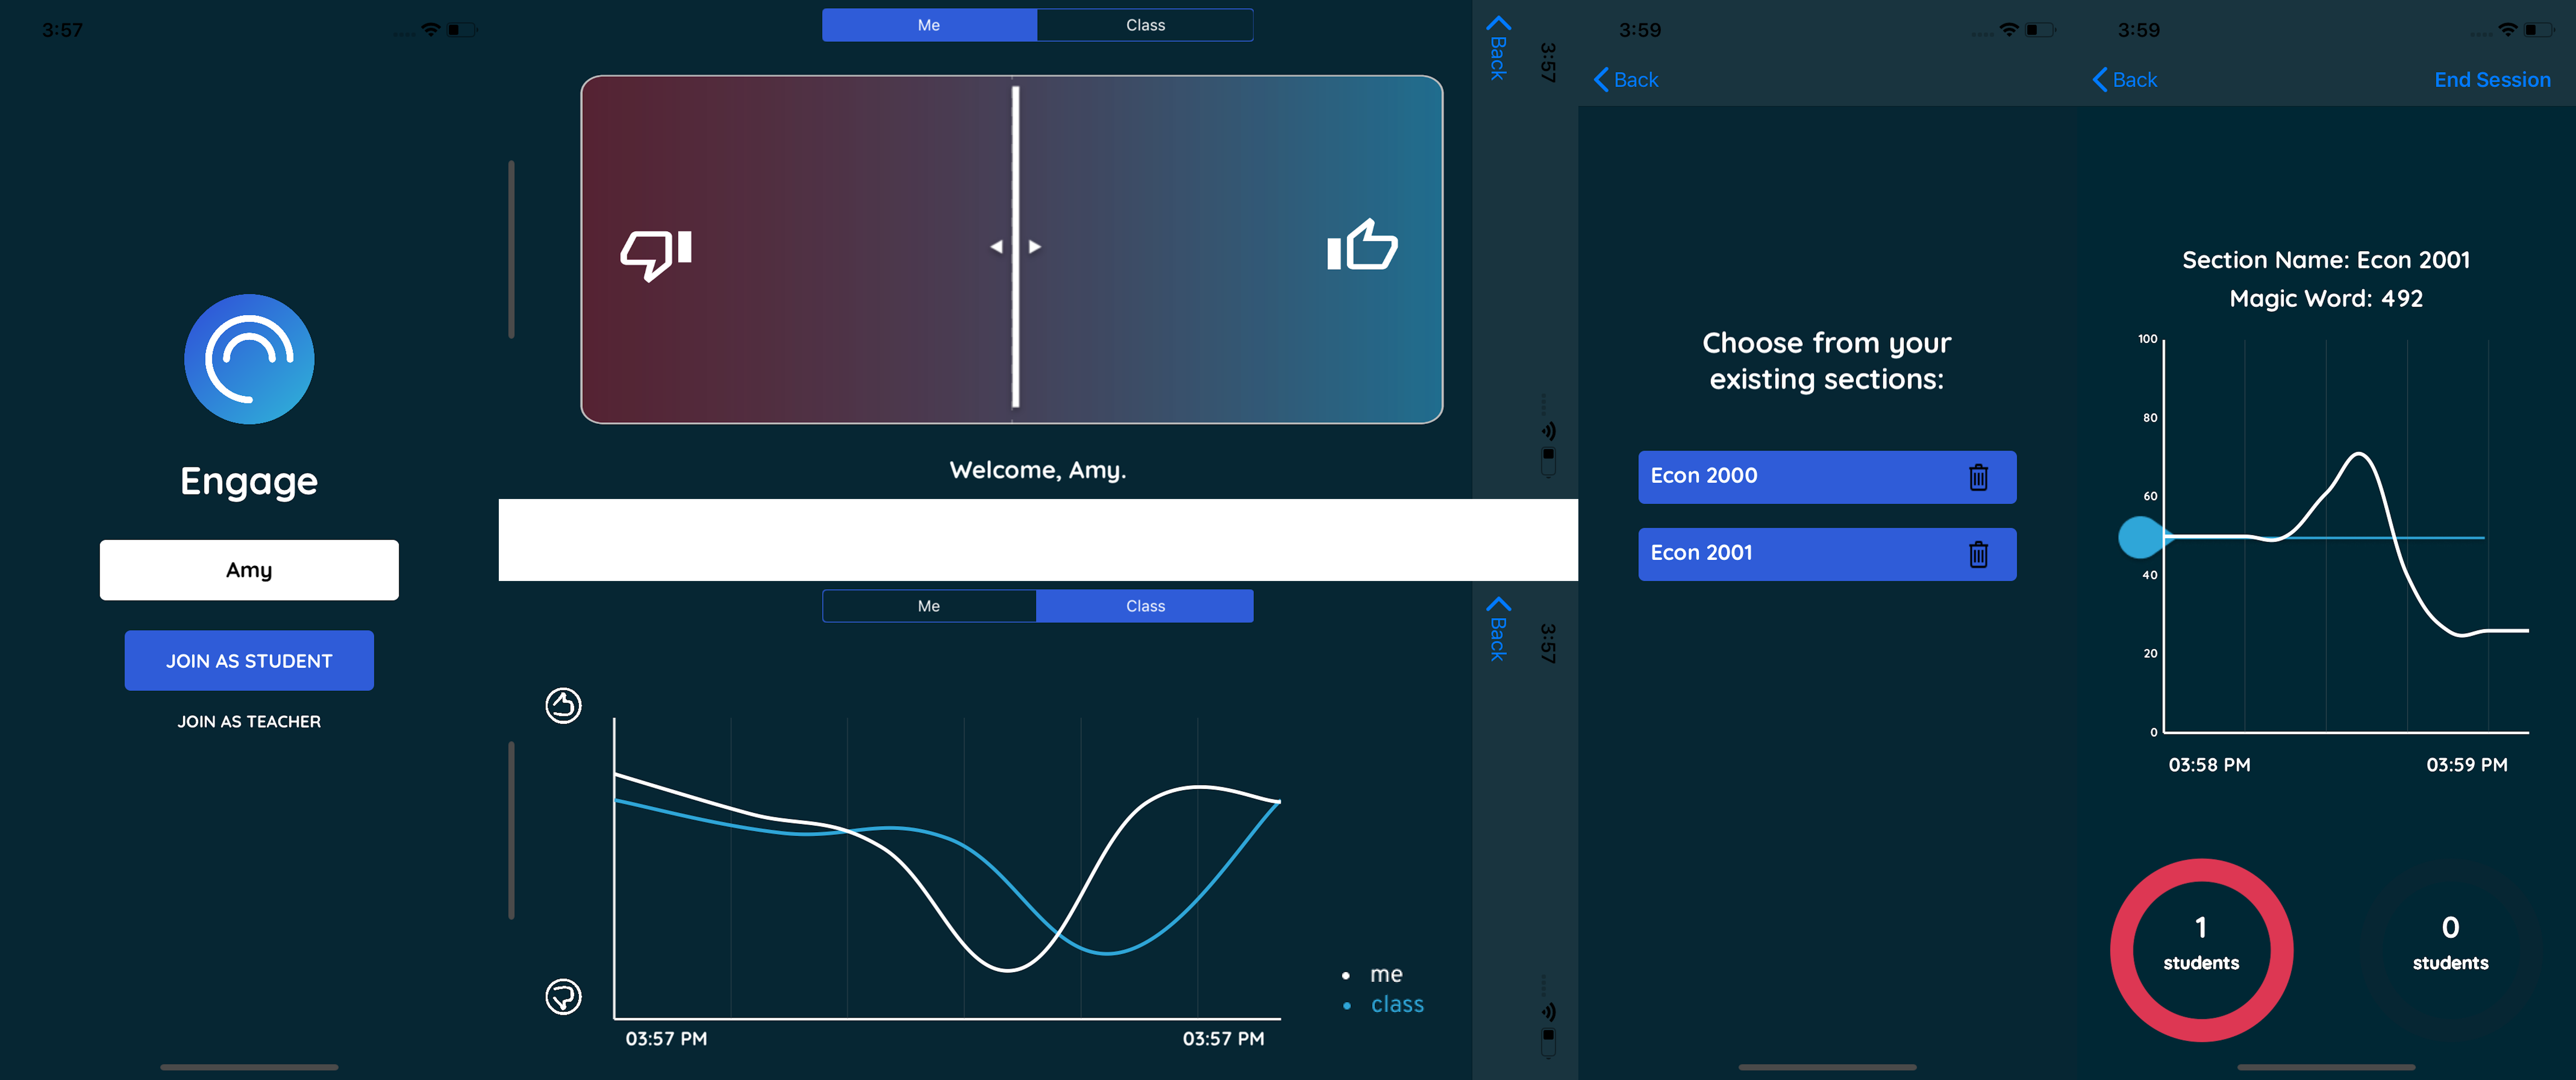 3:57
Engage
Amy
JOIN AS STUDENT
JOIN AS TEACHER
Me
Class
Welcome, Amy.
Back
3:57
Me
Class
03:57 PM
03:57 PM
me
class
Back
3:57
3:59
Back
Choose from your
existing sections:
Econ 2000
Econ 2001
3:59
Back
End Session
Section Name: Econ 2001
Magic Word: 492
100
80
60
40
20
0
03:58 PM
03:59 PM
1
students
0
students